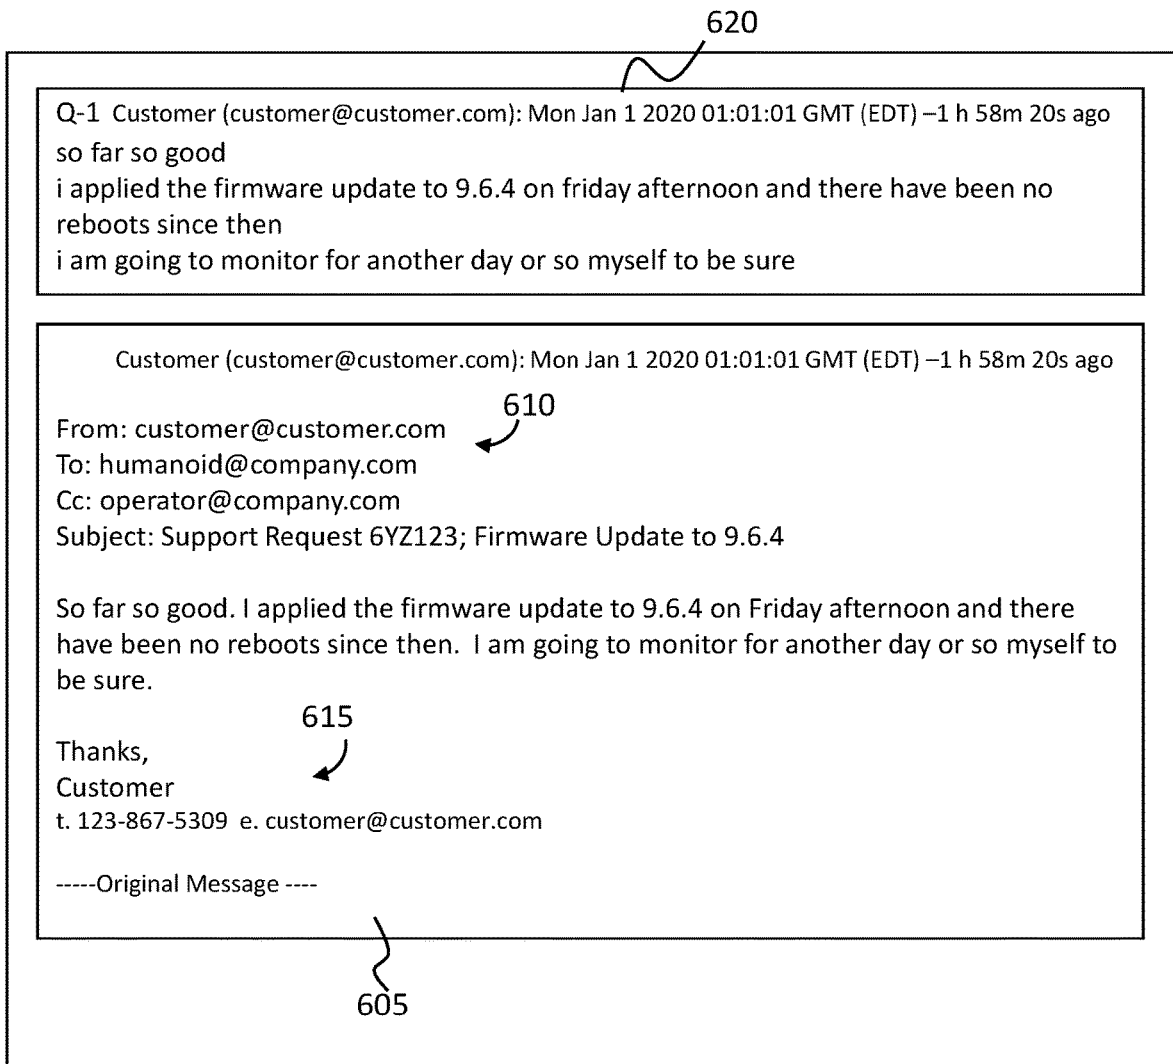 620
Q-1 Customer (customer@customer.com): Mon Jan 1 2020 01:01:01 GMT (EDT) –1 h 58m 20s ago
so far so good
i applied the firmware update to 9.6.4 on friday afternoon and there have been no
reboots since then
i am going to monitor for another day or so myself to be sure
Customer (customer@customer.com): Mon Jan 1 2020 01:01:01 GMT (EDT) –1 h 58m 20s ago
610
From: customer@customer.com
To: humanoid@company.com
Cc: operator@company.com
Subject: Support Request 6YZ123; Firmware Update to 9.6.4
So far so good. I applied the firmware update to 9.6.4 on Friday afternoon and there
have been no reboots since then.  I am going to monitor for another day or so myself to
be sure.
615
Thanks,
Customer
t. 123-867-5309  e. customer@customer.com
-----Original Message ----
605